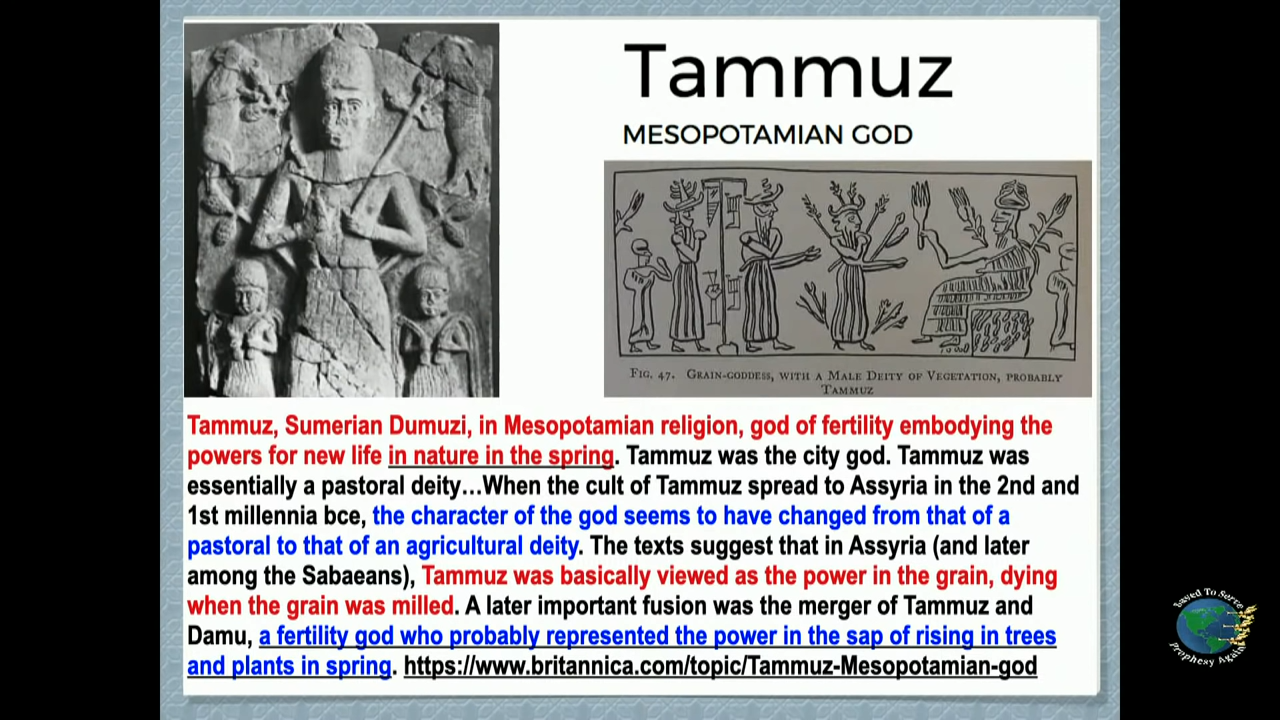 Tammuz
MESOPOTAMIAN GOD
FIG. 47. GRAIN-GODDESS, WITH A MALE DEITY OF VEGETATION, PROBABLY
TAMMUZ
Tammuz, Sumerian Dumuzi, in Mesopotamian religion, god of fertility embodying the
powers for new life in nature in the spring. Tammuz was the city god. Tammuz was
essentially a pastoral deity…When the cult of Tammuz spread to Assyria in the 2nd and
1st millennia bce, the character of the god seems to have changed from that of a
pastoral to that of an agricultural deity. The texts suggest that in Assyria (and later
among the Sabaeans), Tammuz was basically viewed as the power in the grain, dying
when the grain was milled. A later important fusion was the merger of Tammuz and
Damu, a fertility god who probably represented the power in the sap of rising in trees
and plants in spring. https://www.britannica.com/topic/Tammuz-Mesopotamian-god
Saved To Serve
Prophesy Again